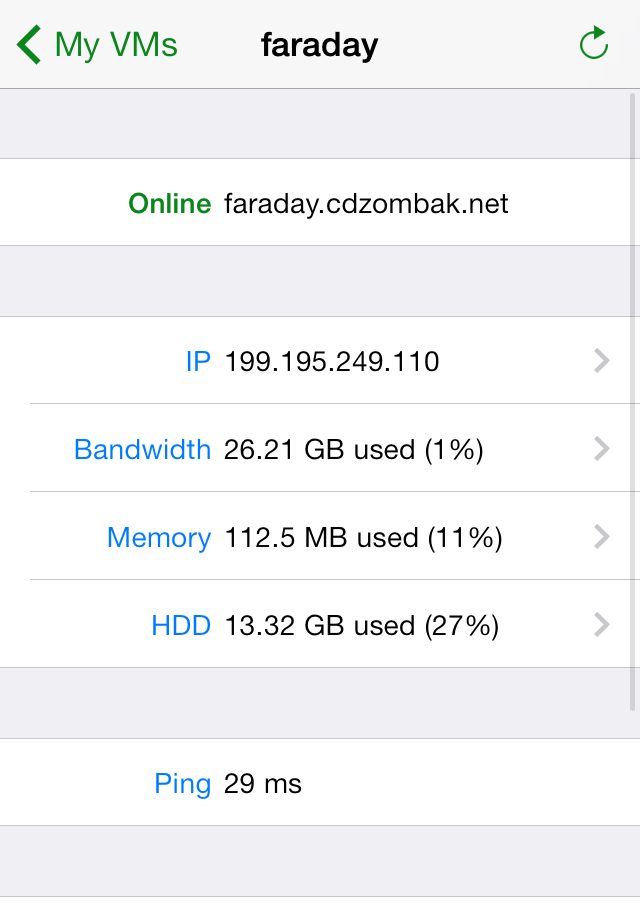 My VMs faraday
Online faraday.cdzombak.net
IP 199.195.249.110
Bandwidth 26.21 GB used (1%)
Memory 112.5 MB used (11%)
HDD 13.32 GB used (27%)
Ping 29 ms